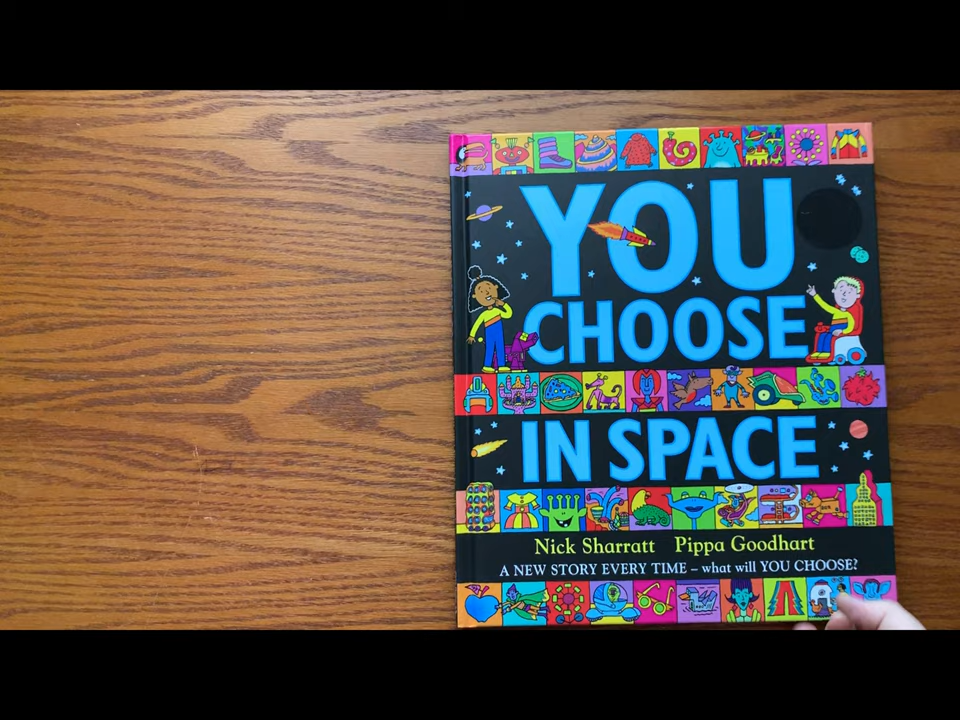 YOU
CHOOSE
IN SPACE
Nick Sharratt Pippa Goodhart
A NEW STORY EVERY TIME – what will YOU CHOOSE?